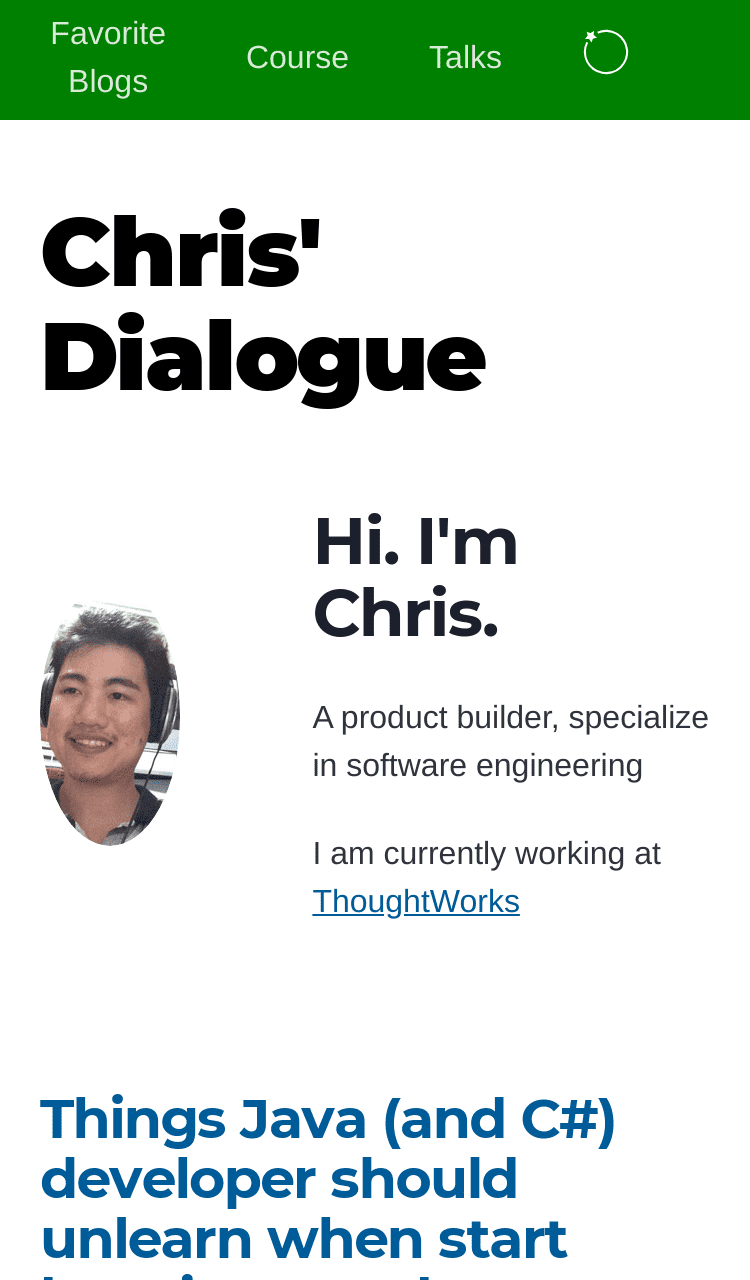 Favorite
Blogs
Course
Talks
Chris'
Dialogue
Hi. I'm
Chris.
A product builder, specialize
in software engineering
I am currently working at
ThoughtWorks
Things Java (and C#)
developer should
unlearn when start